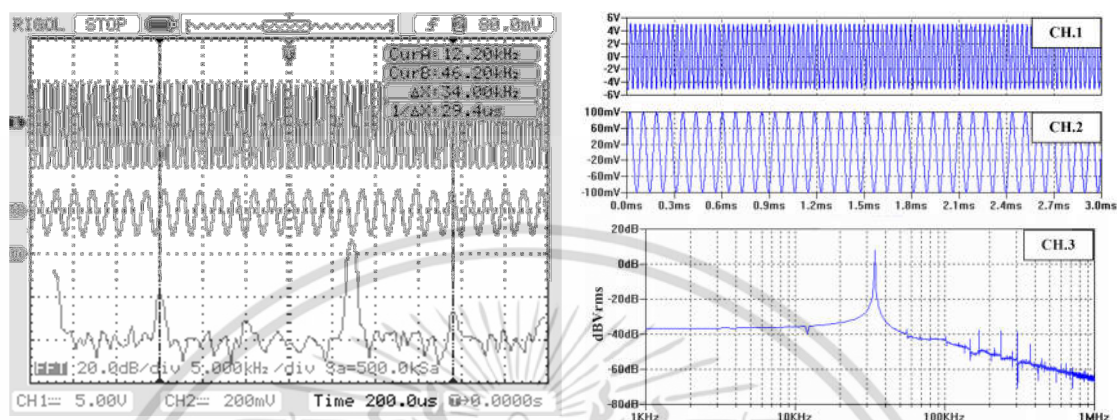 RIGOL STOP 80.0mV
CurA:12.20kHz
CurB:46.20kHz
ΔX:34.00kHz
1/ΔX:29.4us
FFT 20.0dB/div 5.000kHz/div Sa=500.0kSa
CH1 5.00V CH2 200mV Time 200.0us 0.0000s
6V
4V
2V
0V
-2V
-4V
-6V
CH.1
100mV
60mV
20mV
-20mV
-60mV
-100mV
CH.2
0.0ms 0.3ms 0.6ms 0.9ms 1.2ms 1.5ms 1.8ms 2.1ms 2.4ms 2.7ms 3.0ms
20dB
0dB
-20dB
-40dB
-60dB
-80dB
dBVrms
CH.3
1KHz 10KHz 100KHz 1MHz